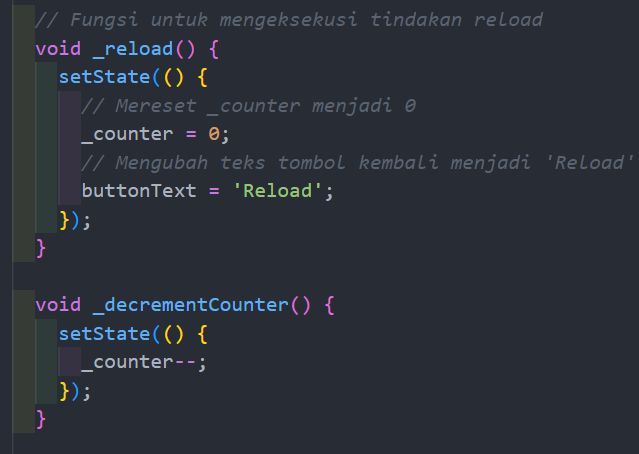 // Fungsi untuk mengeksekusi tindakan reload
void _reload() {
  setState(() {
    // Mereset _counter menjadi 0
    _counter = 0;
    // Mengubah teks tombol kembali menjadi 'Reload'
    buttonText = 'Reload';
  });
}

void _decrementCounter() {
  setState(() {
    _counter--;
  });
}